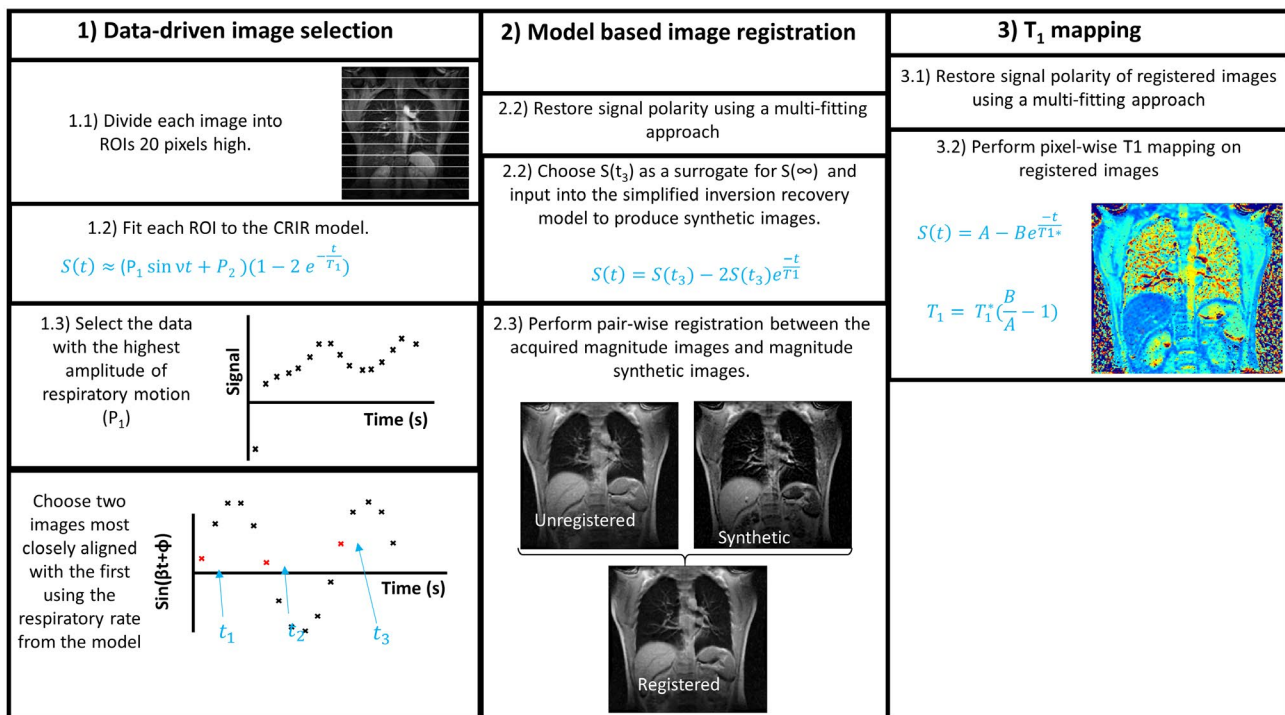 1) Data-driven image selection
1.1) Divide each image into
ROIs 20 pixels high.
1.2) Fit each ROI to the CRIR model.
S(t) ≈ (P₁ sin νt + P₂ )(1 − 2 e^(−t/T₁))
1.3) Select the data
with the highest
amplitude of
respiratory motion
(P₁)
Signal
Time (s)
Choose two
images most
closely aligned
with the first
using the
respiratory rate
from the model
Sin(βt+ϕ)
Time (s)
t₁
t₂
t₃
2) Model based image registration
2.2) Restore signal polarity using a multi-fitting
approach
2.2) Choose S(t₃) as a surrogate for S(∞) and
input into the simplified inversion recovery
model to produce synthetic images.
S(t) = S(t₃) − 2S(t₃)e^(−t/T1)
2.3) Perform pair-wise registration between the
acquired magnitude images and magnitude
synthetic images.
Unregistered
Synthetic
Registered
3) T₁ mapping
3.1) Restore signal polarity of registered images
using a multi-fitting approach
3.2) Perform pixel-wise T1 mapping on
registered images
S(t) = A − Be^(−t/T1*)
T₁ = T₁*(B/A − 1)